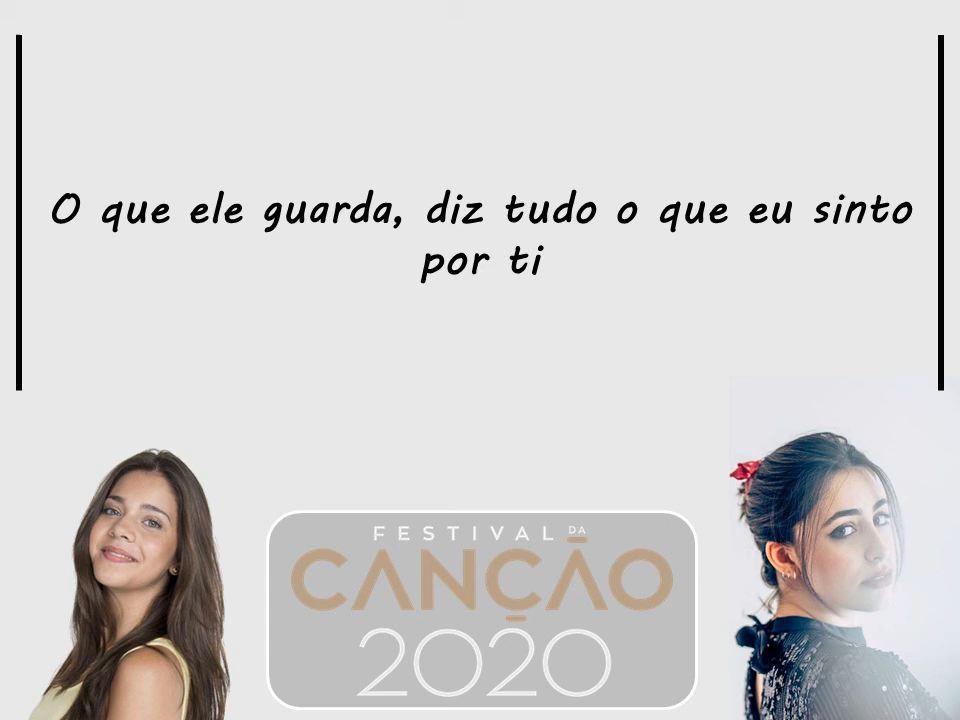 O que ele guarda, diz tudo o que eu sinto
por ti
FESTIVAL DA
CANÇÃO
2020